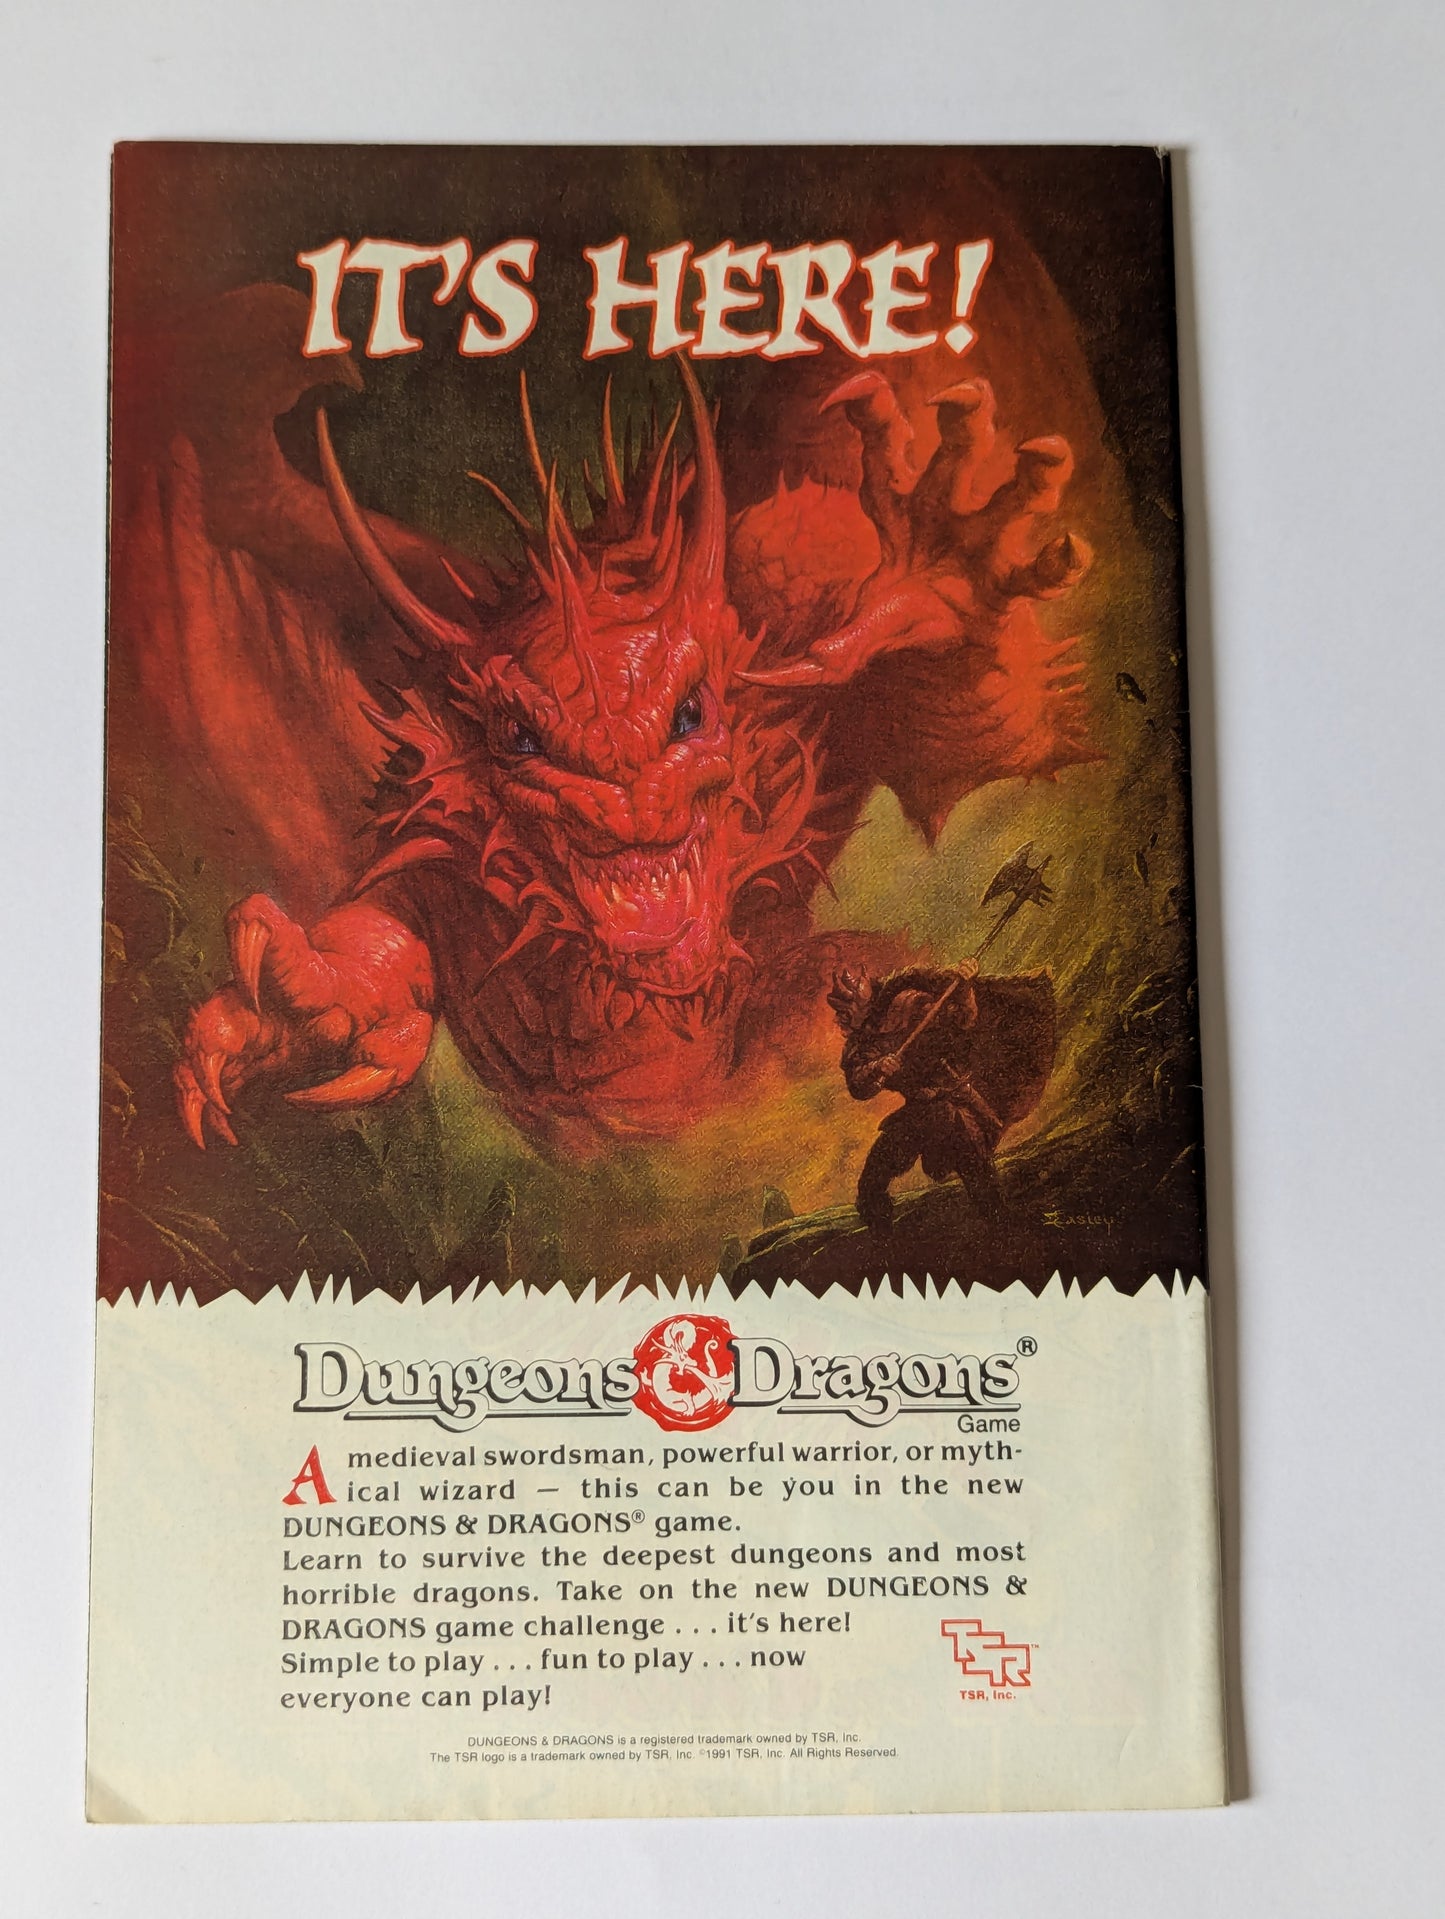 IT'S HERE!
Easley
Dungeons & Dragons®
Game
A medieval swordsman, powerful warrior, or myth-
ical wizard — this can be you in the new
DUNGEONS & DRAGONS® game.
Learn to survive the deepest dungeons and most
horrible dragons. Take on the new DUNGEONS &
DRAGONS game challenge . . . it's here!
Simple to play . . . fun to play . . . now
everyone can play!
TSR™
TSR, Inc.
DUNGEONS & DRAGONS is a registered trademark owned by TSR, Inc.
The TSR logo is a trademark owned by TSR, Inc. ©1991 TSR, Inc. All Rights Reserved.